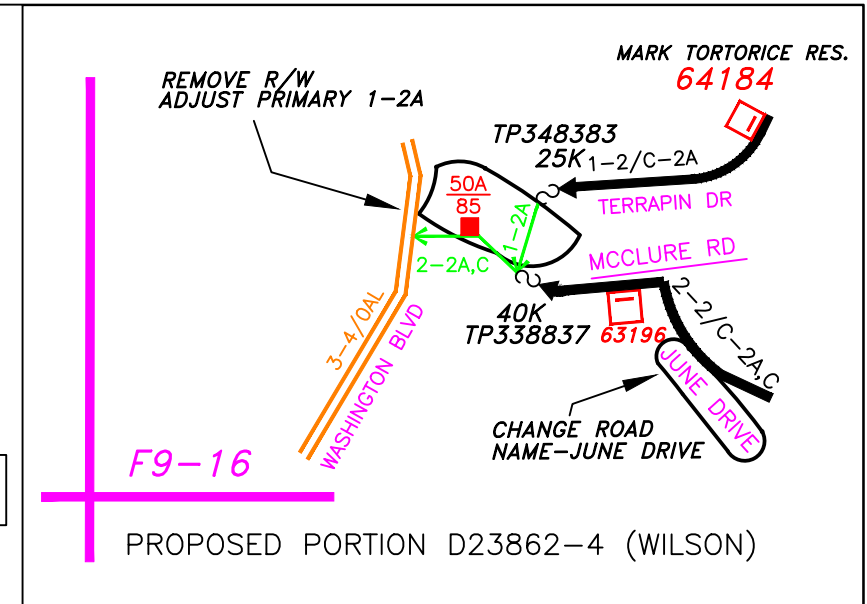 MARK TORTORICE RES.
64184
REMOVE R/W
ADJUST PRIMARY 1-2A
TP348383
25K
1-2/C-2A
TERRAPIN DR
50A
85
1-2A
2-2A,C
MCCLURE RD
40K
TP338837
63196
2-2/C-2A,C
3-4/0AL
WASHINGTON BLVD
JUNE DRIVE
CHANGE ROAD
NAME-JUNE DRIVE
F9-16
PROPOSED PORTION D23862-4 (WILSON)